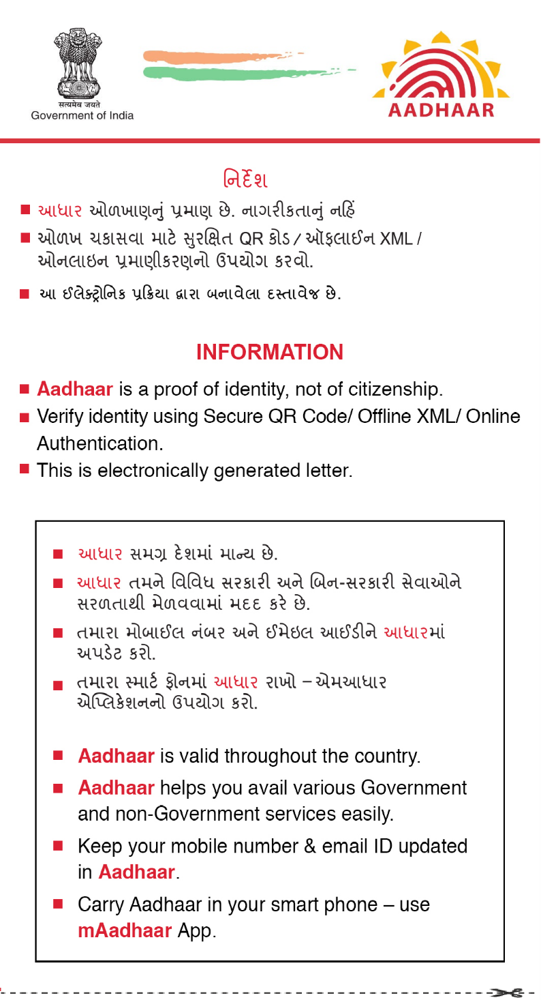 सत्यमेव जयते
Government of India
AADHAAR
નિર્દેશ
આધાર ઓળખાણનું પ્રમાણ છે. નાગરીકતાનું નહિં
ઓળખ ચકાસવા માટે સુરક્ષિત QR કોડ / ઑફલાઈન XML /
ઓનલાઇન પ્રમાણીકરણનો ઉપયોગ કરવો.
આ ઈલેક્ટ્રોનિક પ્રક્રિયા દ્વારા બનાવેલા દસ્તાવેજ છે.
INFORMATION
Aadhaar is a proof of identity, not of citizenship.
Verify identity using Secure QR Code/ Offline XML/ Online
Authentication.
This is electronically generated letter.
આધાર સમગ્ર દેશમાં માન્ય છે.
આધાર તમને વિવિધ સરકારી અને બિન-સરકારી સેવાઓને
સરળતાથી મેળવવામાં મદદ કરે છે.
તમારા મોબાઈલ નંબર અને ઈમેઇલ આઈડીને આધારમાં
અપડેટ કરો.
તમારા સ્માર્ટ ફોનમાં આધાર રાખો – એમઆધાર
એપ્લિકેશનનો ઉપયોગ કરો.
Aadhaar is valid throughout the country.
Aadhaar helps you avail various Government
and non-Government services easily.
Keep your mobile number & email ID updated
in Aadhaar.
Carry Aadhaar in your smart phone – use
mAadhaar App.